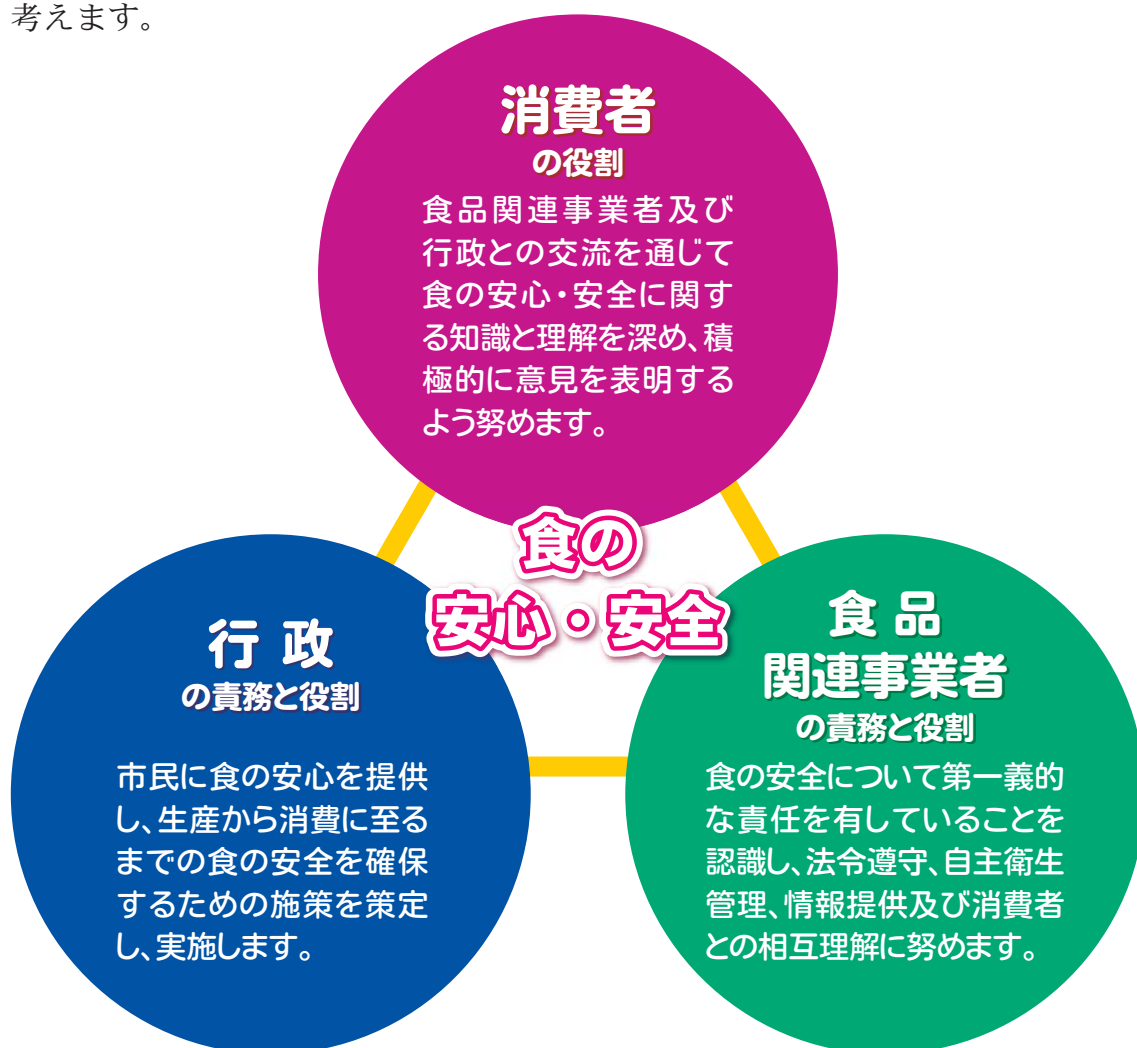 考えます。
消費者
の役割
食品関連事業者及び
行政との交流を通じて
食の安心・安全に関す
る知識と理解を深め、積
極的に意見を表明する
よう努めます。
食の
安心・安全
行政
の責務と役割
市民に食の安心を提供
し、生産から消費に至る
までの食の安全を確保
するための施策を策定
し、実施します。
食品
関連事業者
の責務と役割
食の安全について第一義的
な責任を有していることを
認識し、法令遵守、自主衛生
管理、情報提供及び消費者
との相互理解に努めます。